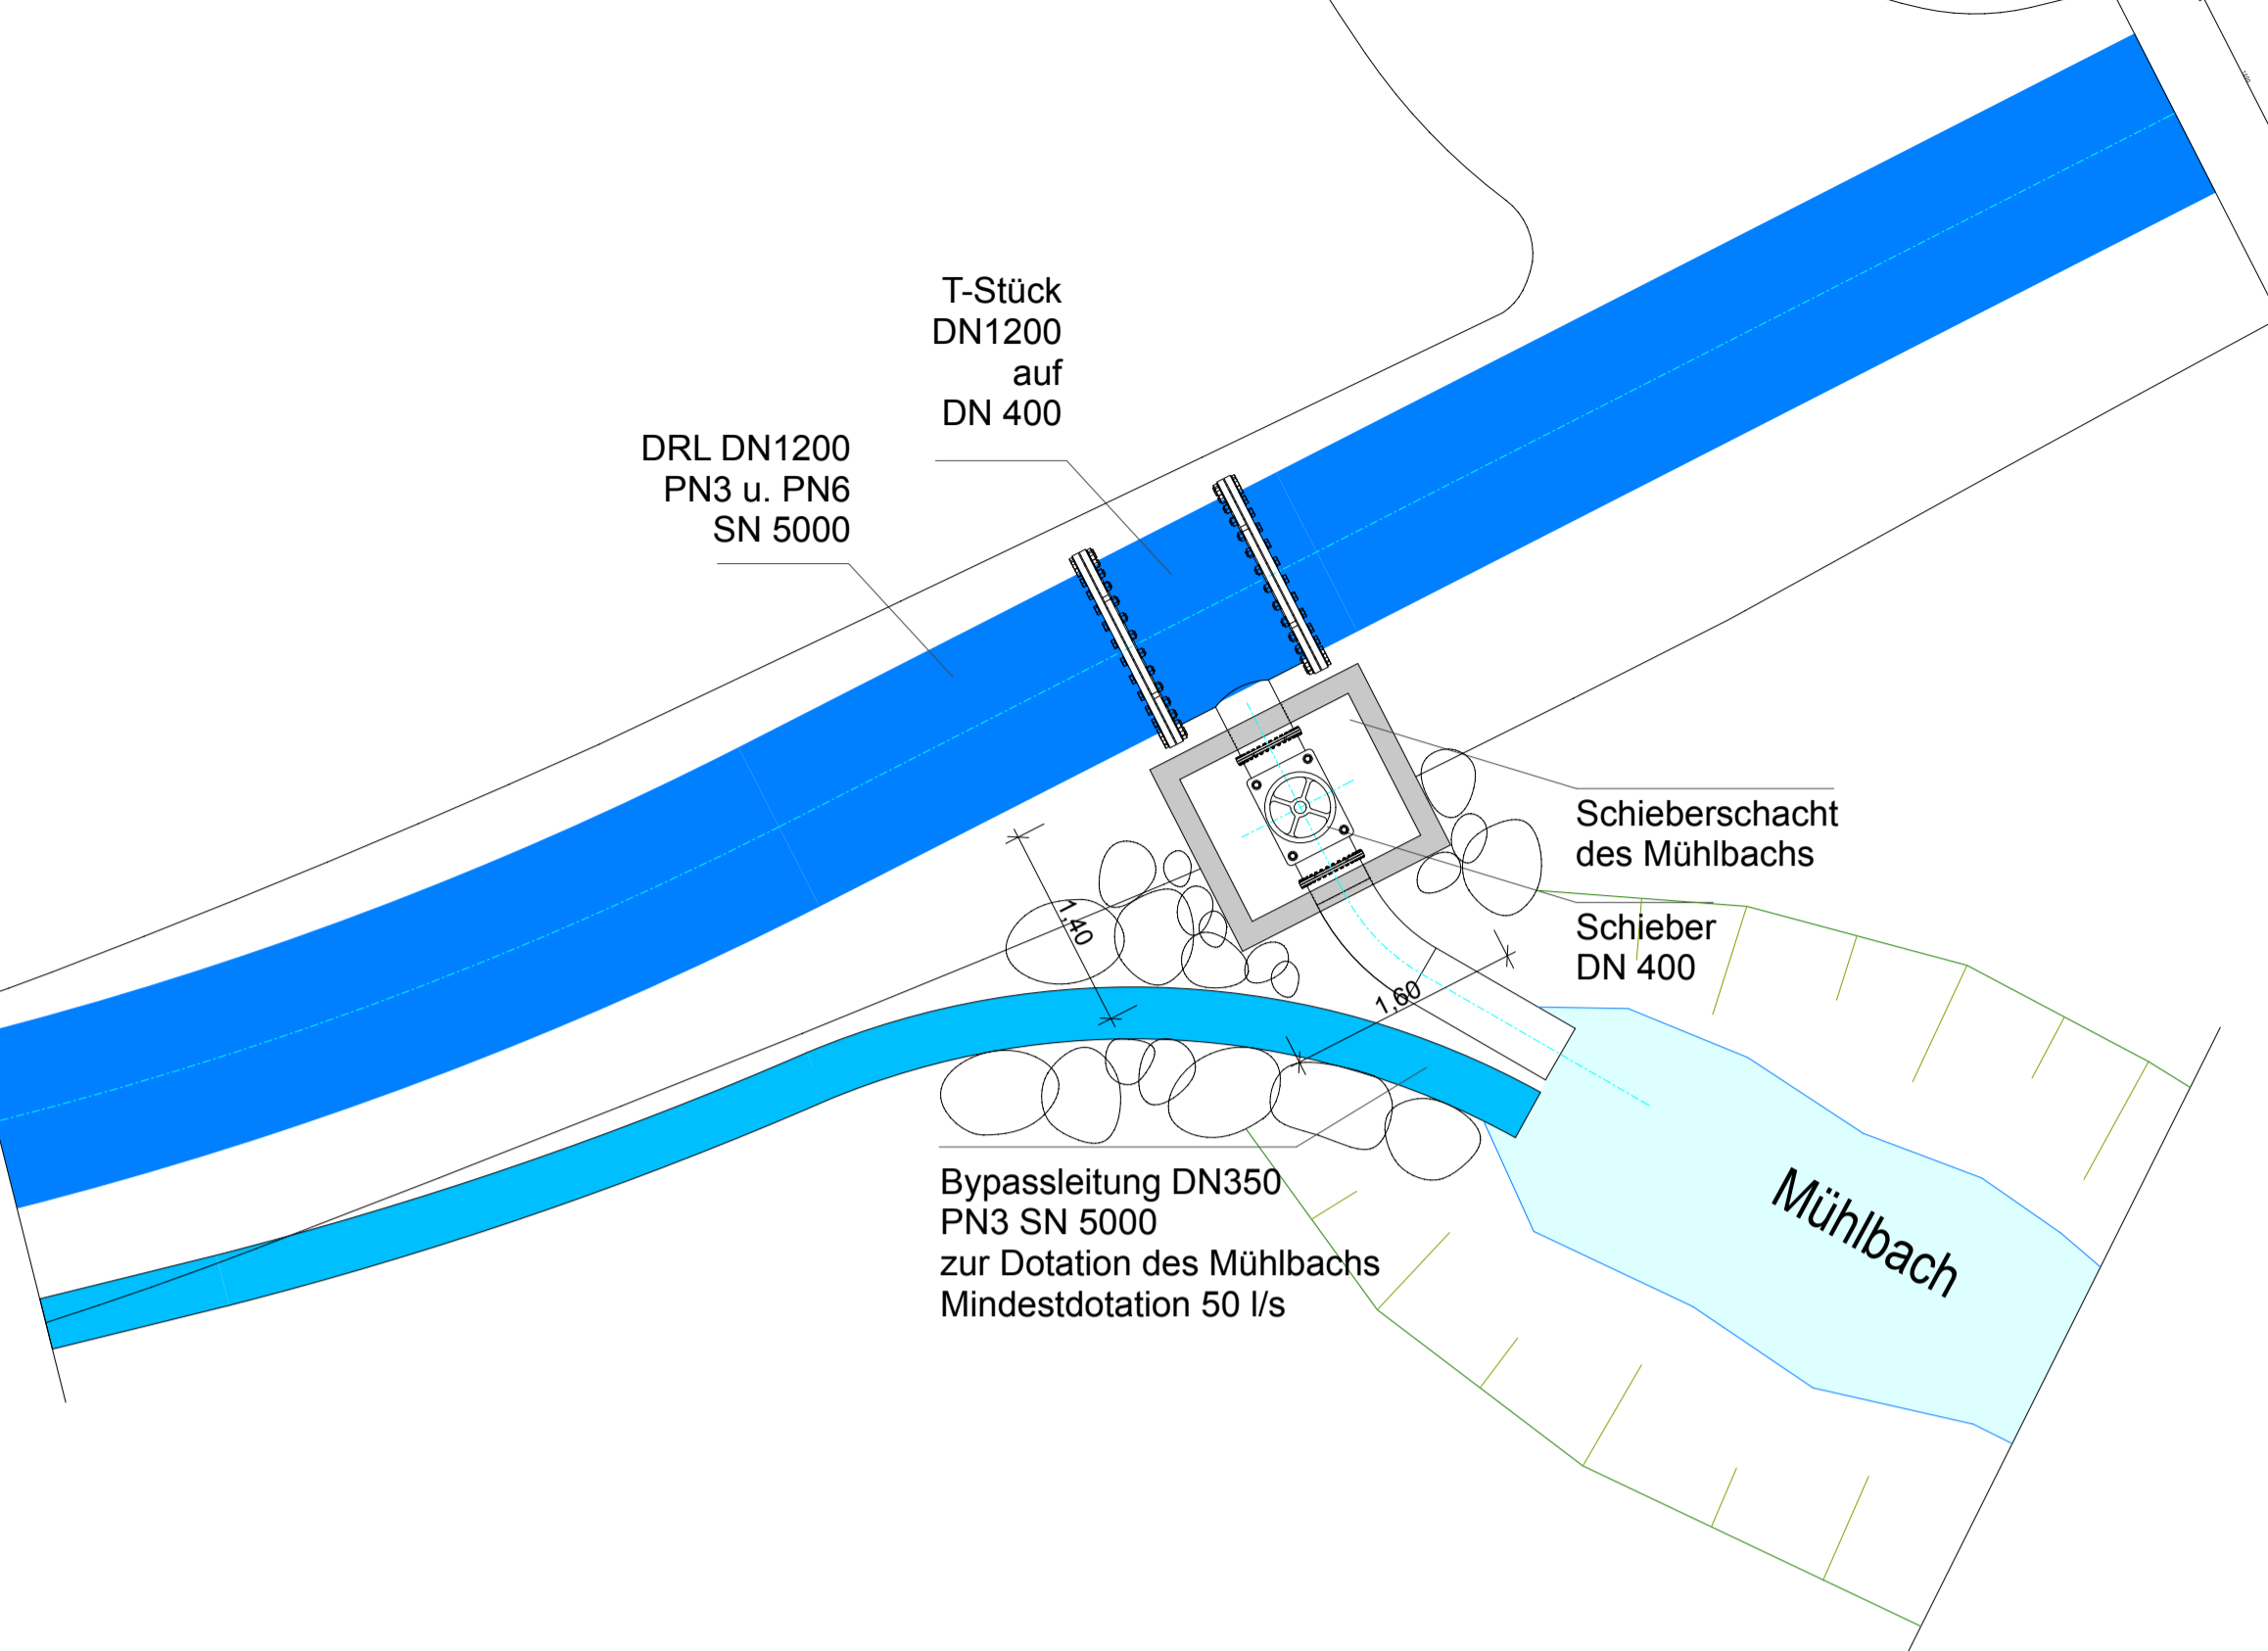 T-Stück
DN1200
auf
DN 400
DRL DN1200
PN3 u. PN6
SN 5000
Schieberschacht
des Mühlbachs
1,40
Schieber
DN 400
1,60
Bypassleitung DN350
PN3 SN 5000
zur Dotation des Mühlbachs
Mindestdotation 50 l/s
Mühlbach